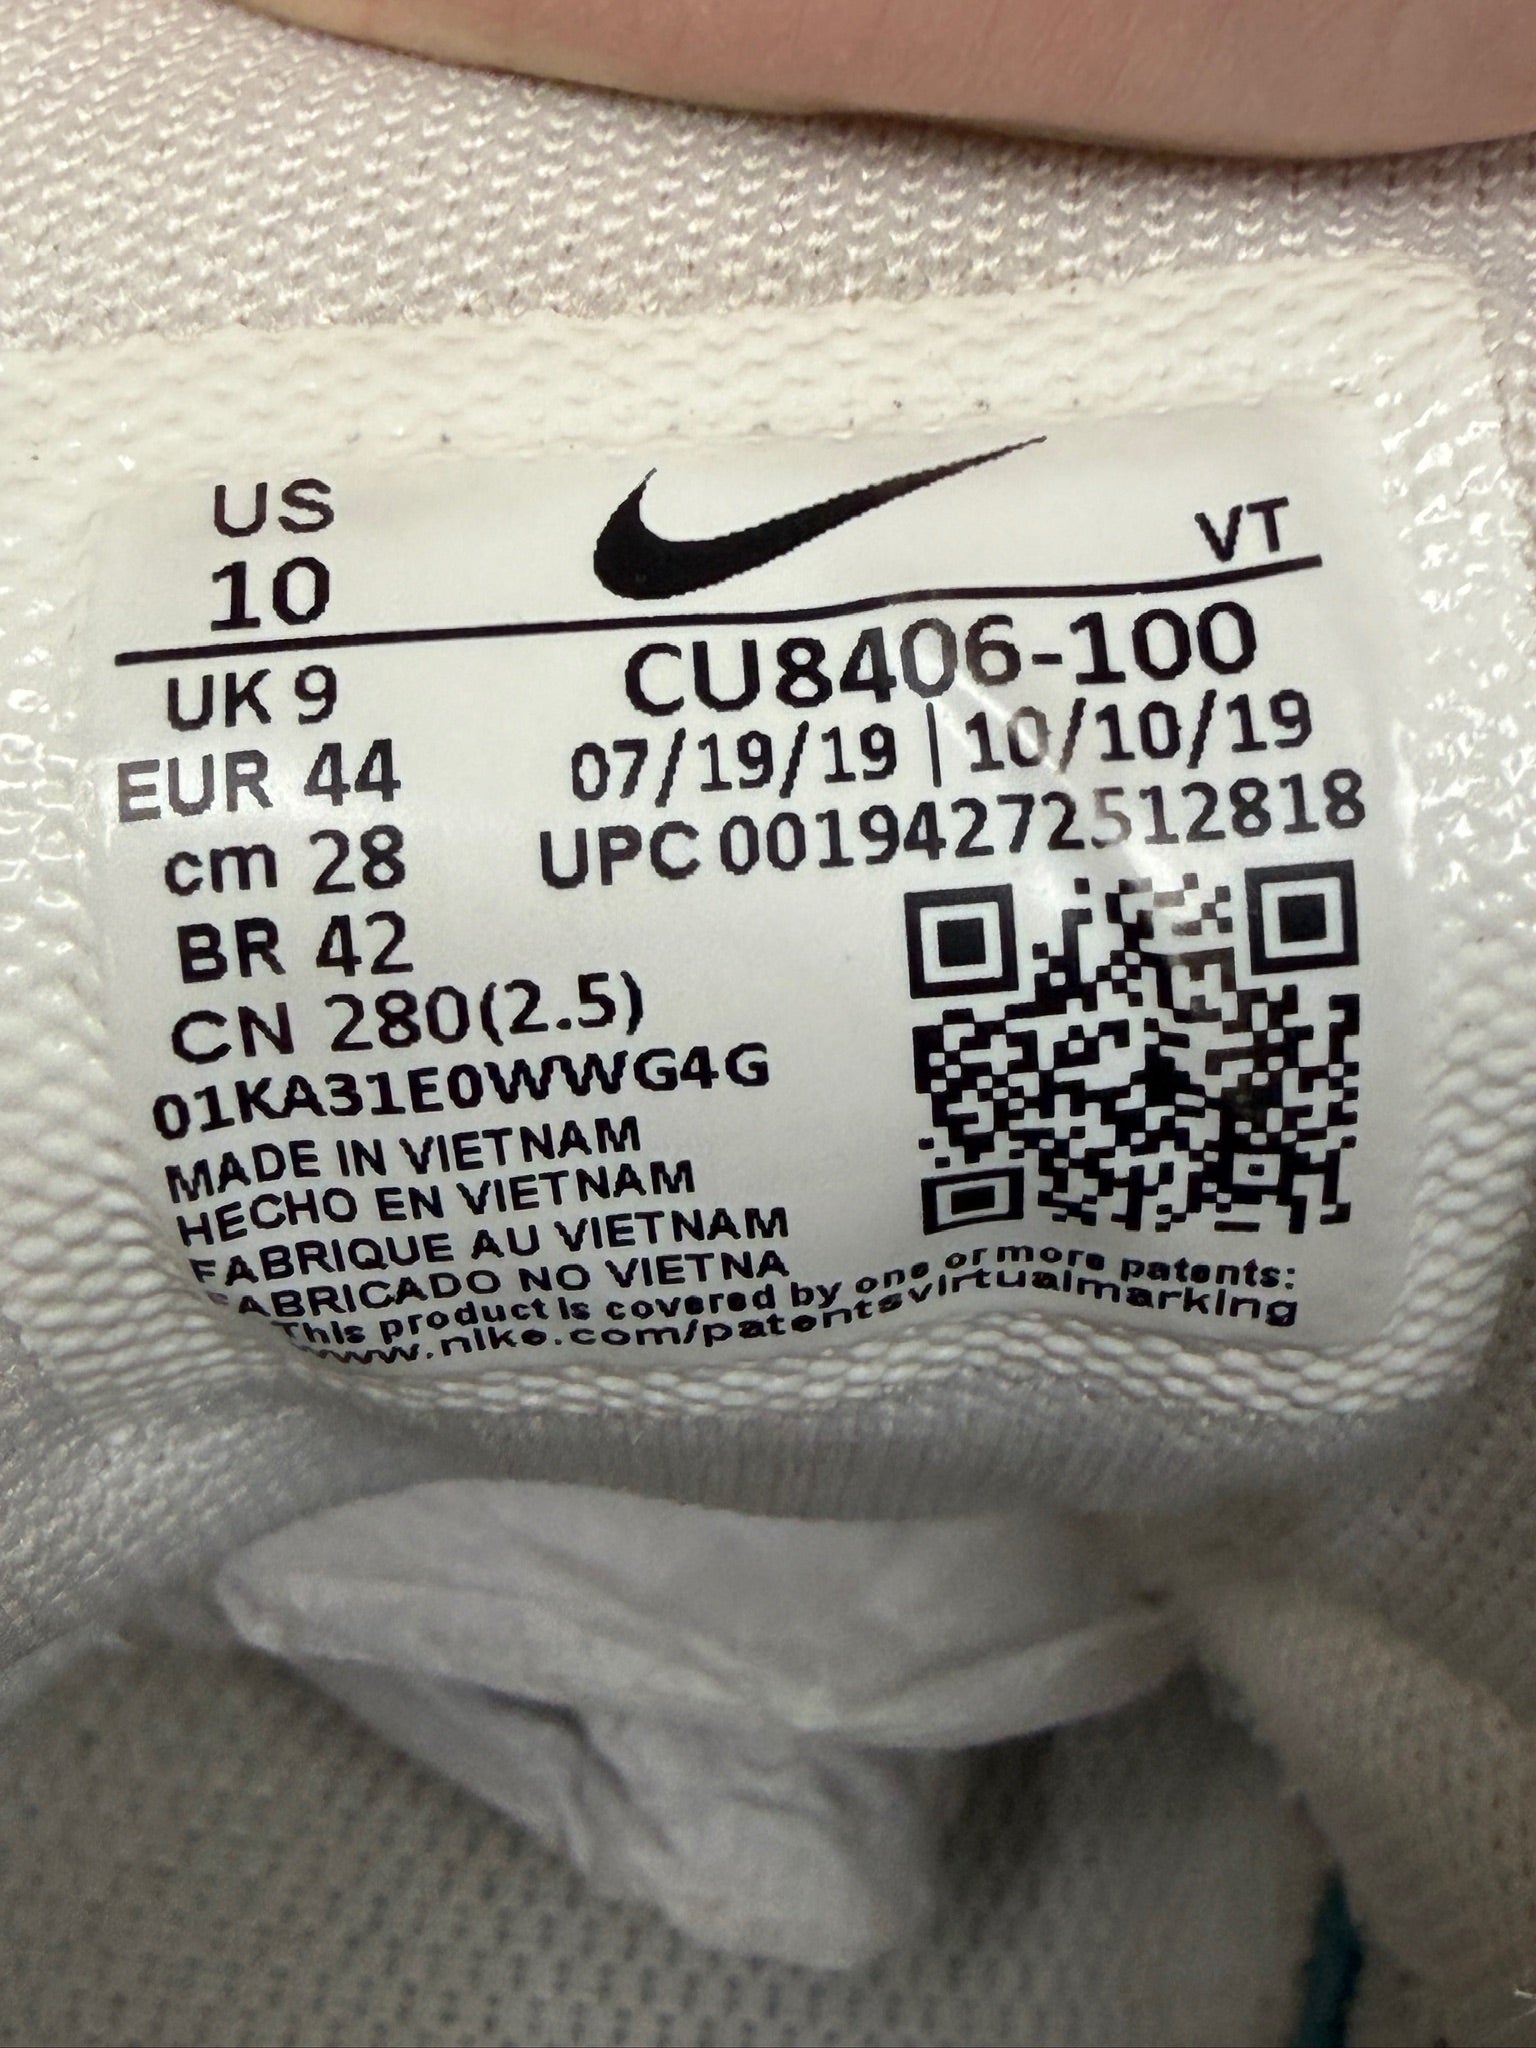 US
10
VT
UK 9
CU8406-100
EUR 44
07/19/19 | 10/10/19
cm 28
UPC 00194272512818
BR 42
CN 280(2.5)
01KA31E0WWG4G
MADE IN VIETNAM
HECHO EN VIETNAM
FABRIQUE AU VIETNAM
FABRICADO NO VIETNA
This product is covered by one or more patents:
www.nike.com/patentsvirtualmarking